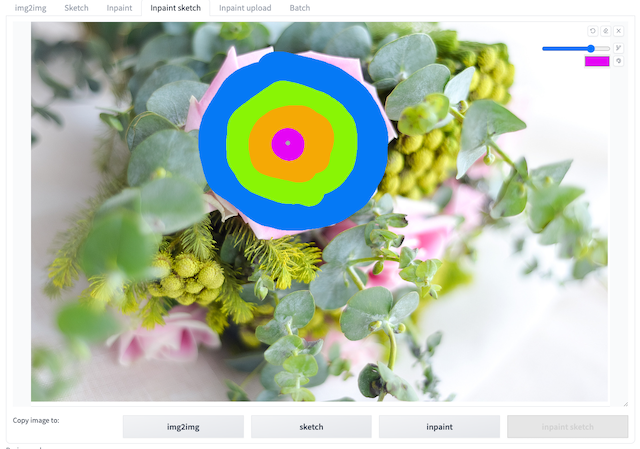 img2img Sketch Inpaint Inpaint sketch Inpaint upload Batch
Copy image to:
img2img sketch inpaint inpaint sketch